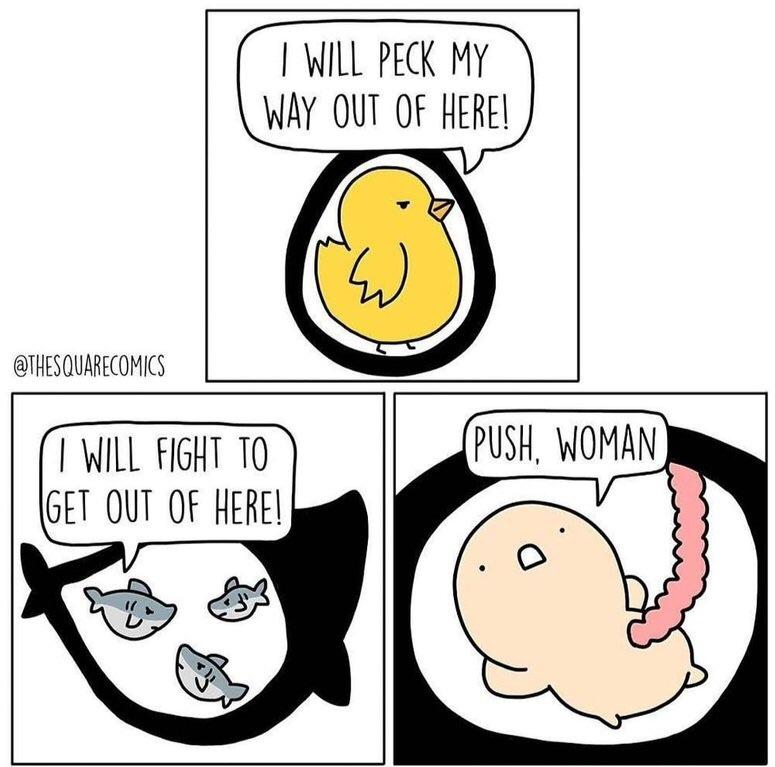 I WILL PECK MY
WAY OUT OF HERE!
@THESQUARECOMICS
I WILL FIGHT TO
GET OUT OF HERE!
PUSH, WOMAN